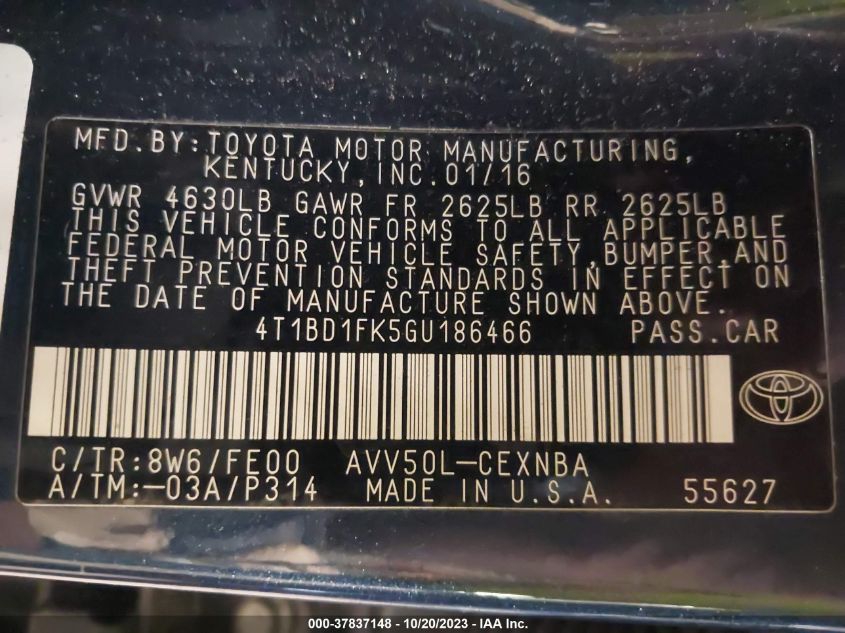 MFD.BY:TOYOTA MOTOR MANUFACTURING,
KENTUCKY,INC.01/16
GVWR 4630LB GAWR FR 2625LB RR 2625LB
THIS VEHICLE CONFORMS TO ALL APPLICABLE
FEDERAL MOTOR VEHICLE SAFETY,BUMPER,AND
THEFT PREVENTION STANDARDS IN EFFECT ON
THE DATE OF MANUFACTURE SHOWN ABOVE.
4T1BD1FK5GU186466 PASS.CAR
C/TR:8W6/FE00 AVV50L-CEXNBA
A/TM:-03A/P314 MADE IN U.S.A. 55627
000-37837148 - 10/20/2023 - IAA Inc.